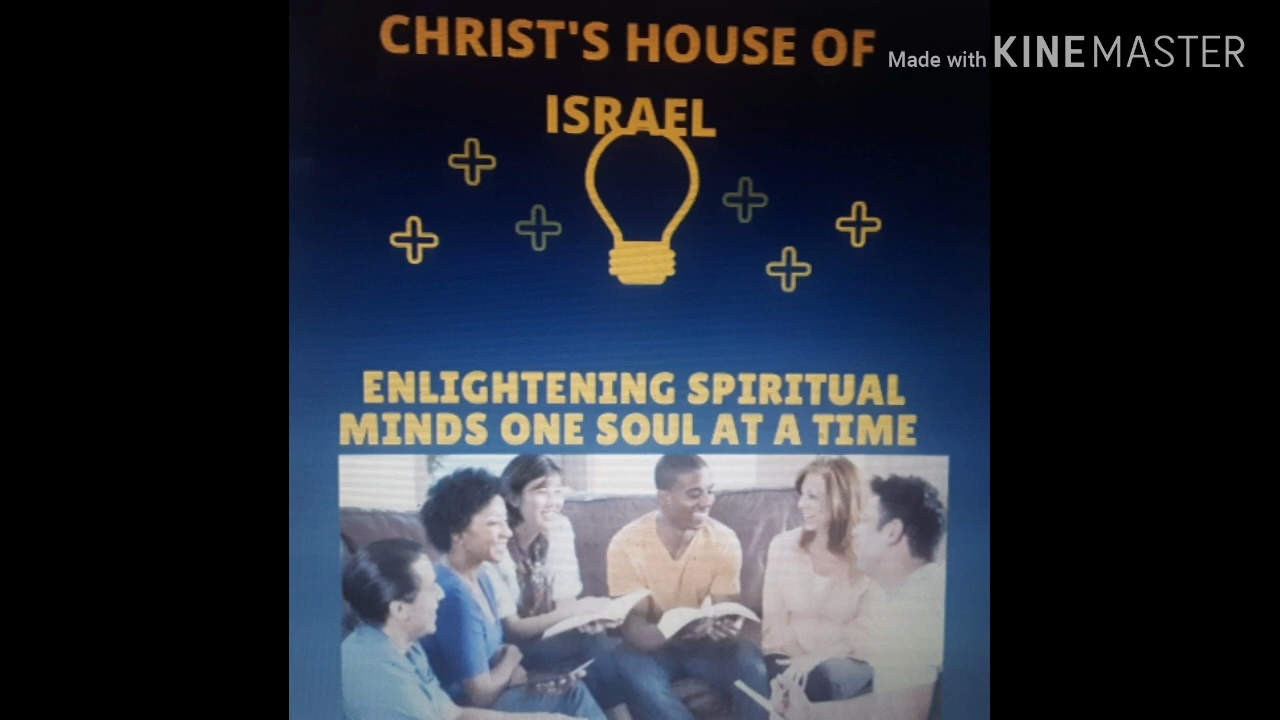 CHRIST'S HOUSE OF
ISRAEL
Made with KINEMASTER
ENLIGHTENING SPIRITUAL
MINDS ONE SOUL AT A TIME